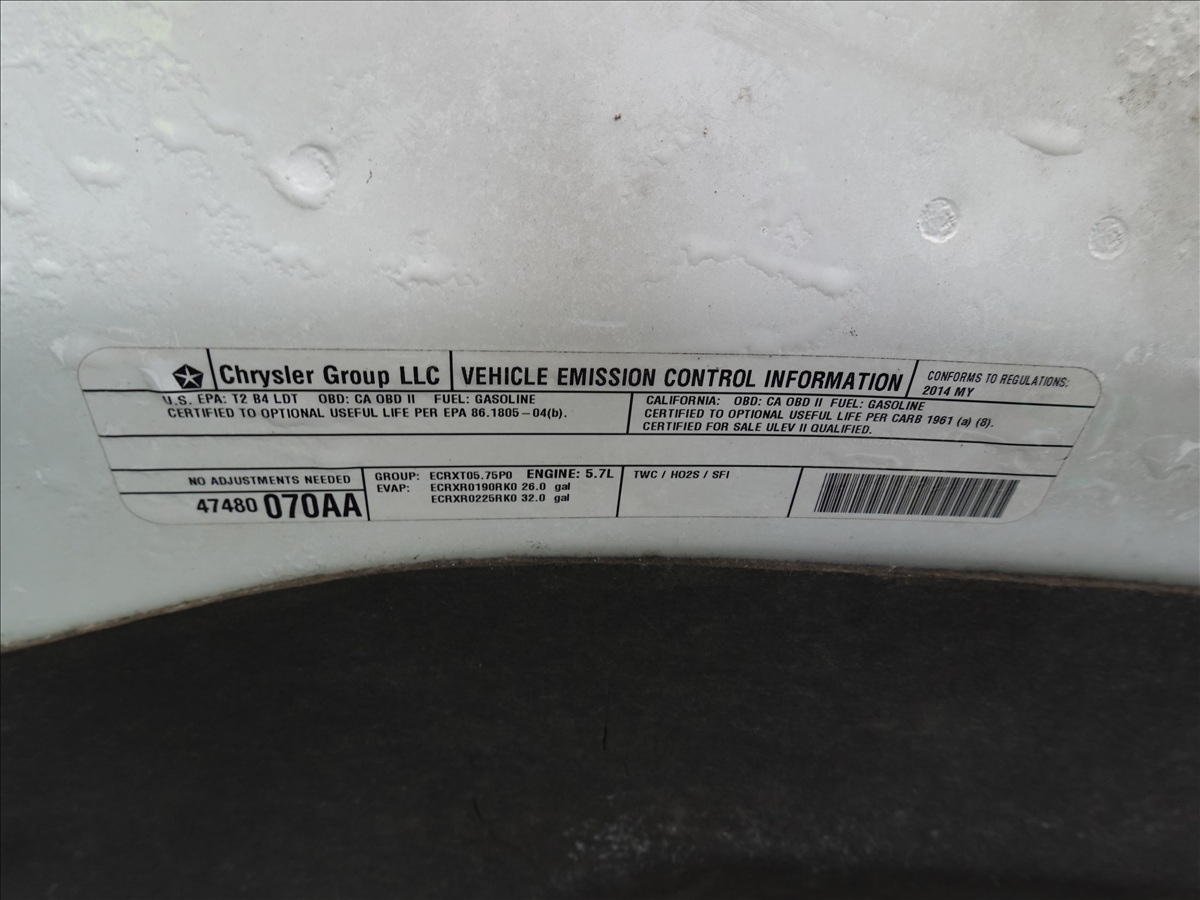 Chrysler Group LLC
VEHICLE EMISSION CONTROL INFORMATION
CONFORMS TO REGULATIONS:
2014 MY
U.S. EPA: T2 B4 LDT OBD: CA OBD II FUEL: GASOLINE
CERTIFIED TO OPTIONAL USEFUL LIFE PER EPA 86.1805-04(b).
CALIFORNIA: OBD: CA OBD II FUEL: GASOLINE
CERTIFIED TO OPTIONAL USEFUL LIFE PER CARB 1961 (a) (8).
CERTIFIED FOR SALE ULEV II QUALIFIED.
NO ADJUSTMENTS NEEDED
47480 070AA
GROUP: ECRXT05.75P0 ENGINE: 5.7L
EVAP: ECRXR0190RK0 26.0 gal
ECRXR0225RK0 32.0 gal
TWC / HO2S / SFI